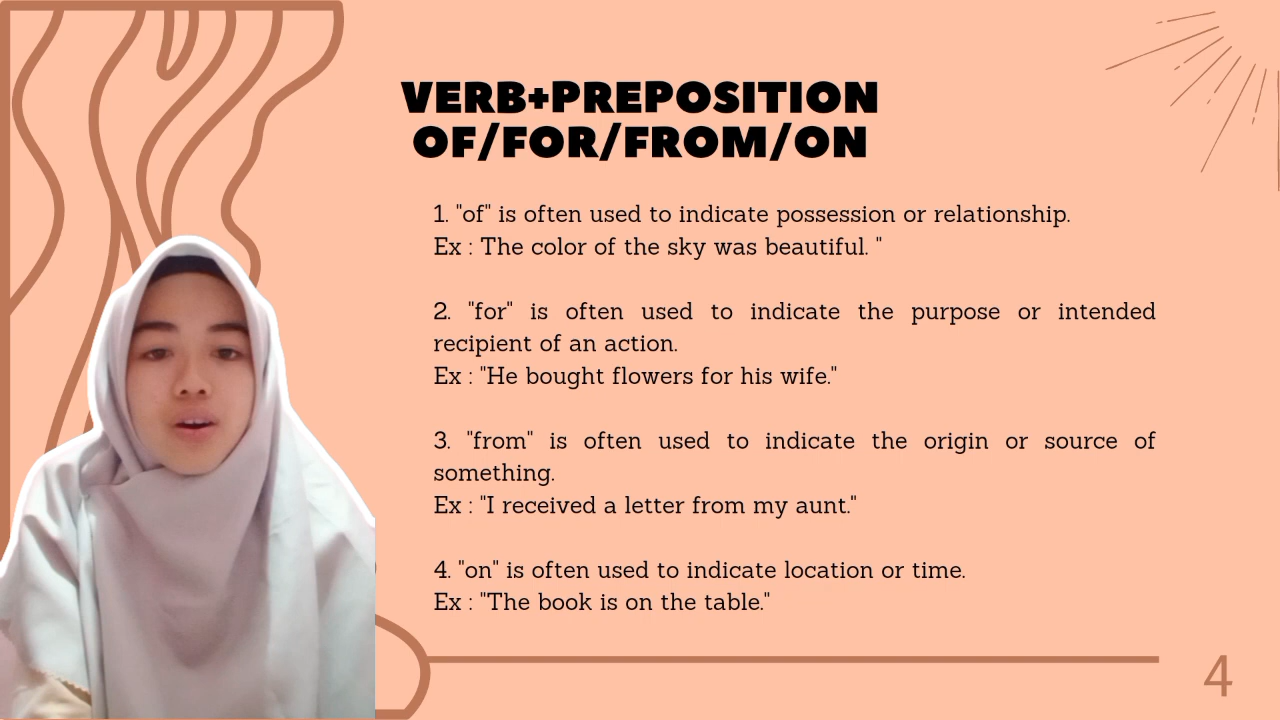 VERB+PREPOSITION
OF/FOR/FROM/ON
1. "of" is often used to indicate possession or relationship.
Ex : The color of the sky was beautiful. "
2. "for" is often used to indicate the purpose or intended
recipient of an action.
Ex : "He bought flowers for his wife."
3. "from" is often used to indicate the origin or source of
something.
Ex : "I received a letter from my aunt."
4. "on" is often used to indicate location or time.
Ex : "The book is on the table."
4